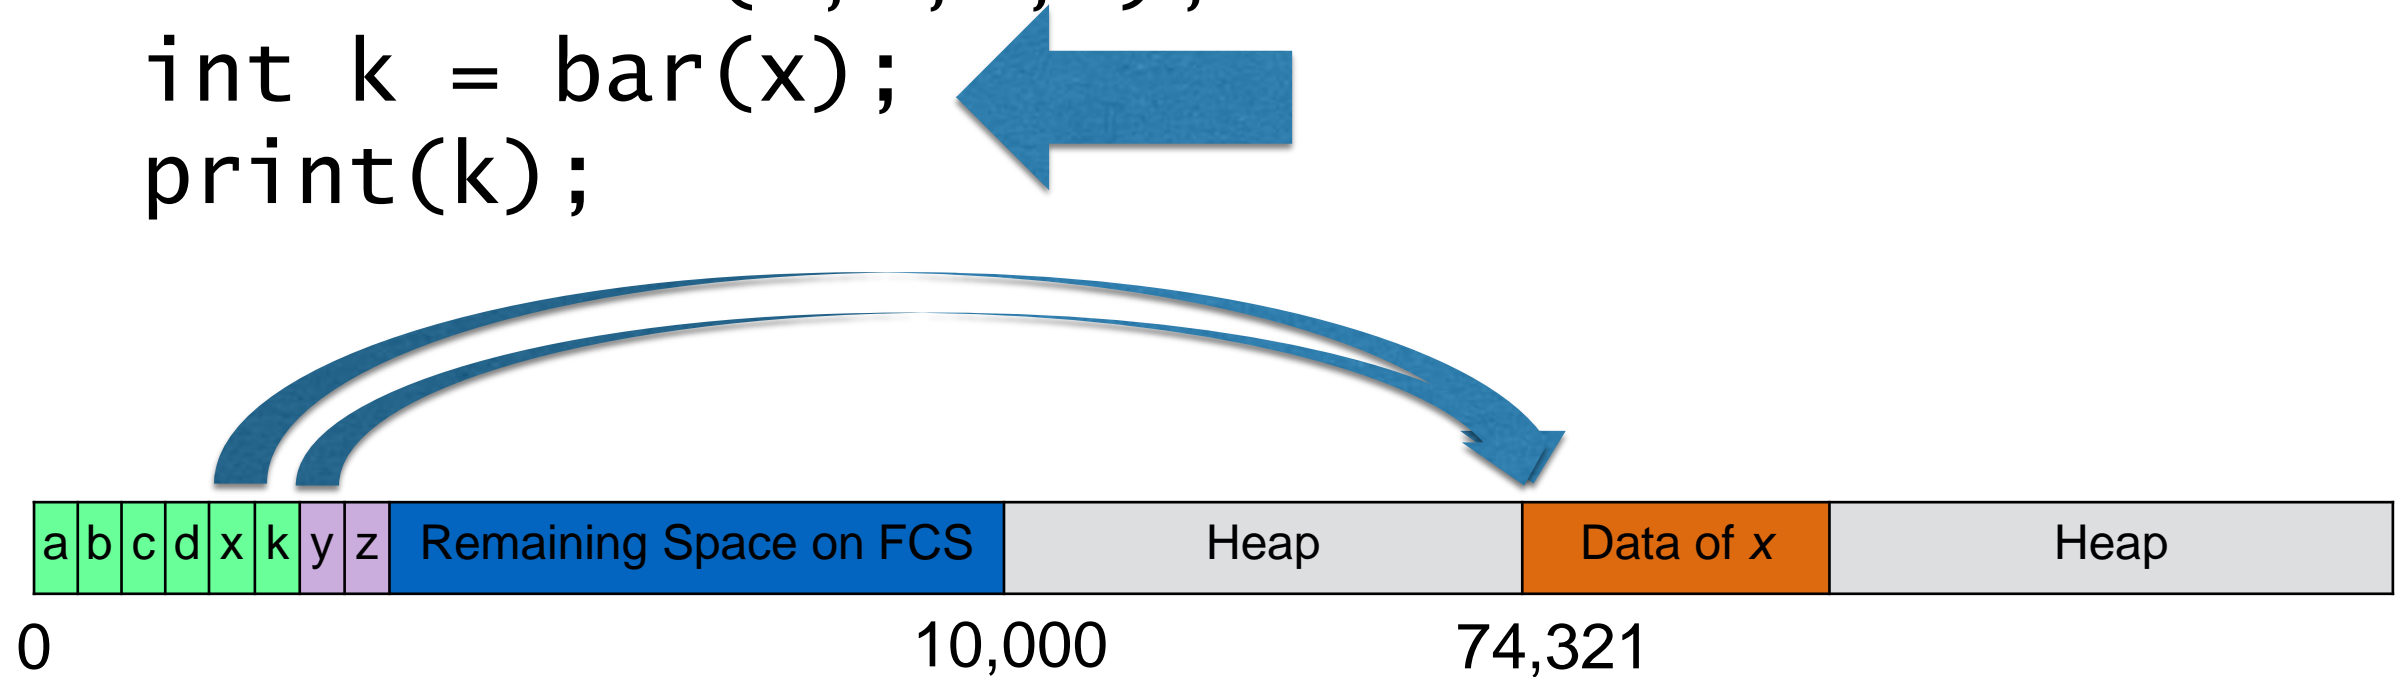 int k = bar(x);
print(k);
a b c d x k y z Remaining Space on FCS Heap Data of x Heap
0 10,000 74,321